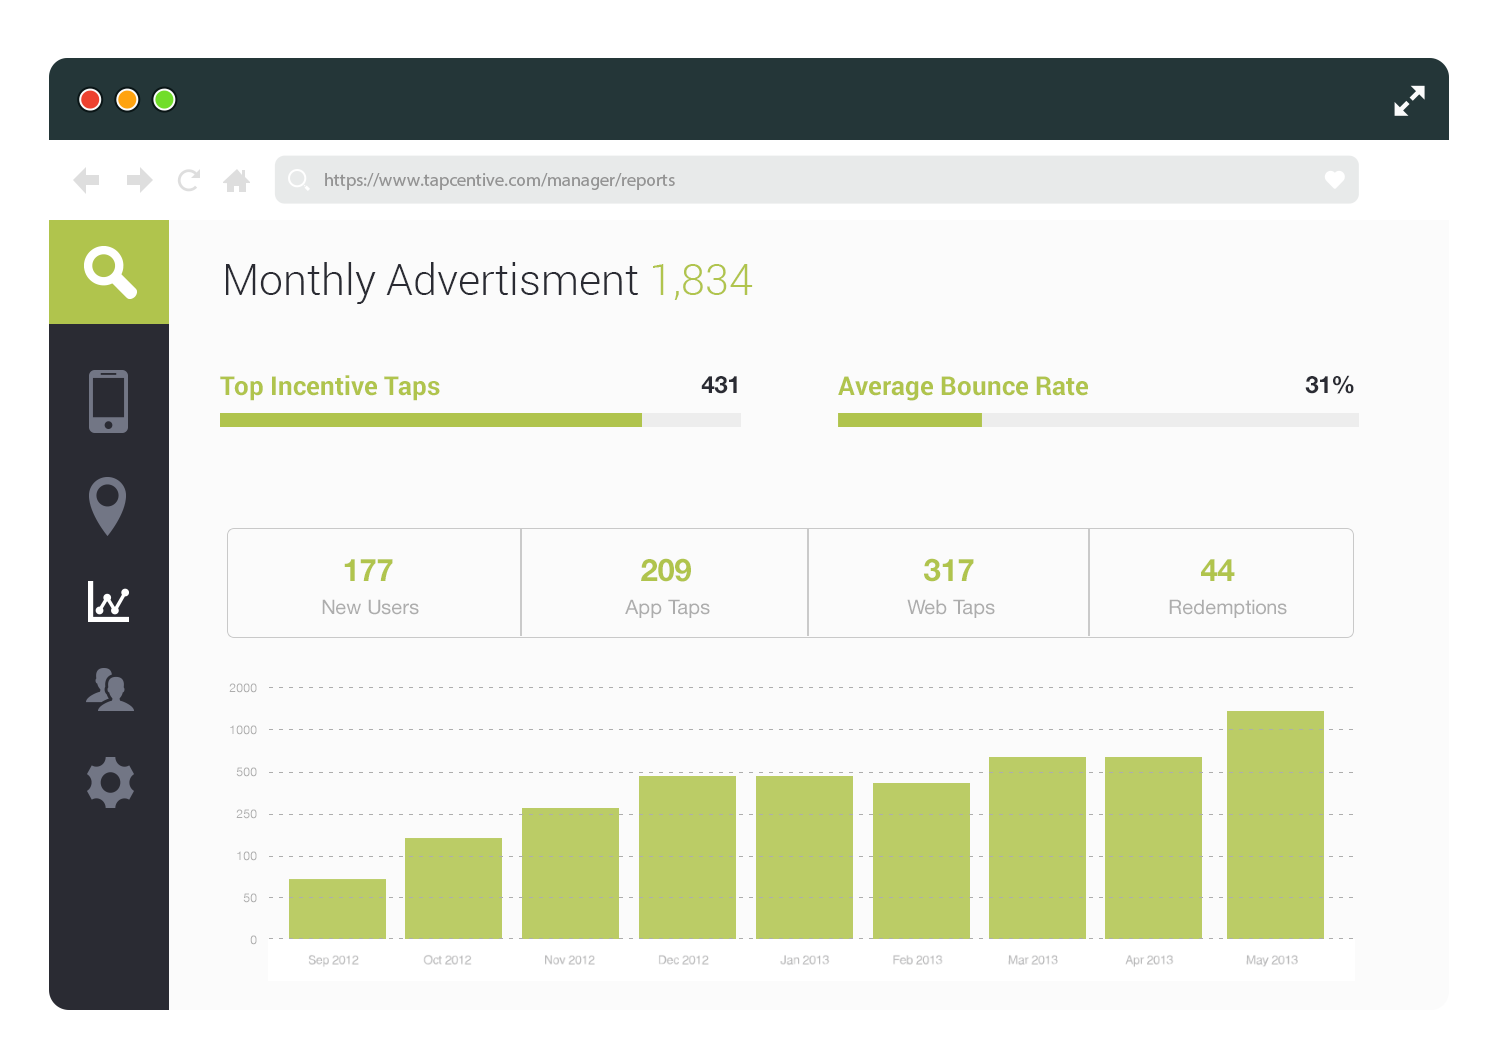 https://www.tapcentive.com/manager/reports
Monthly Advertisment 1,834
Top Incentive Taps 431
Average Bounce Rate 31%
177
New Users
209
App Taps
317
Web Taps
44
Redemptions
2000
1000
500
250
100
50
0
Sep 2012 Oct 2012 Nov 2012 Dec 2012 Jan 2013 Feb 2013 Mar 2013 Apr 2013 May 2013